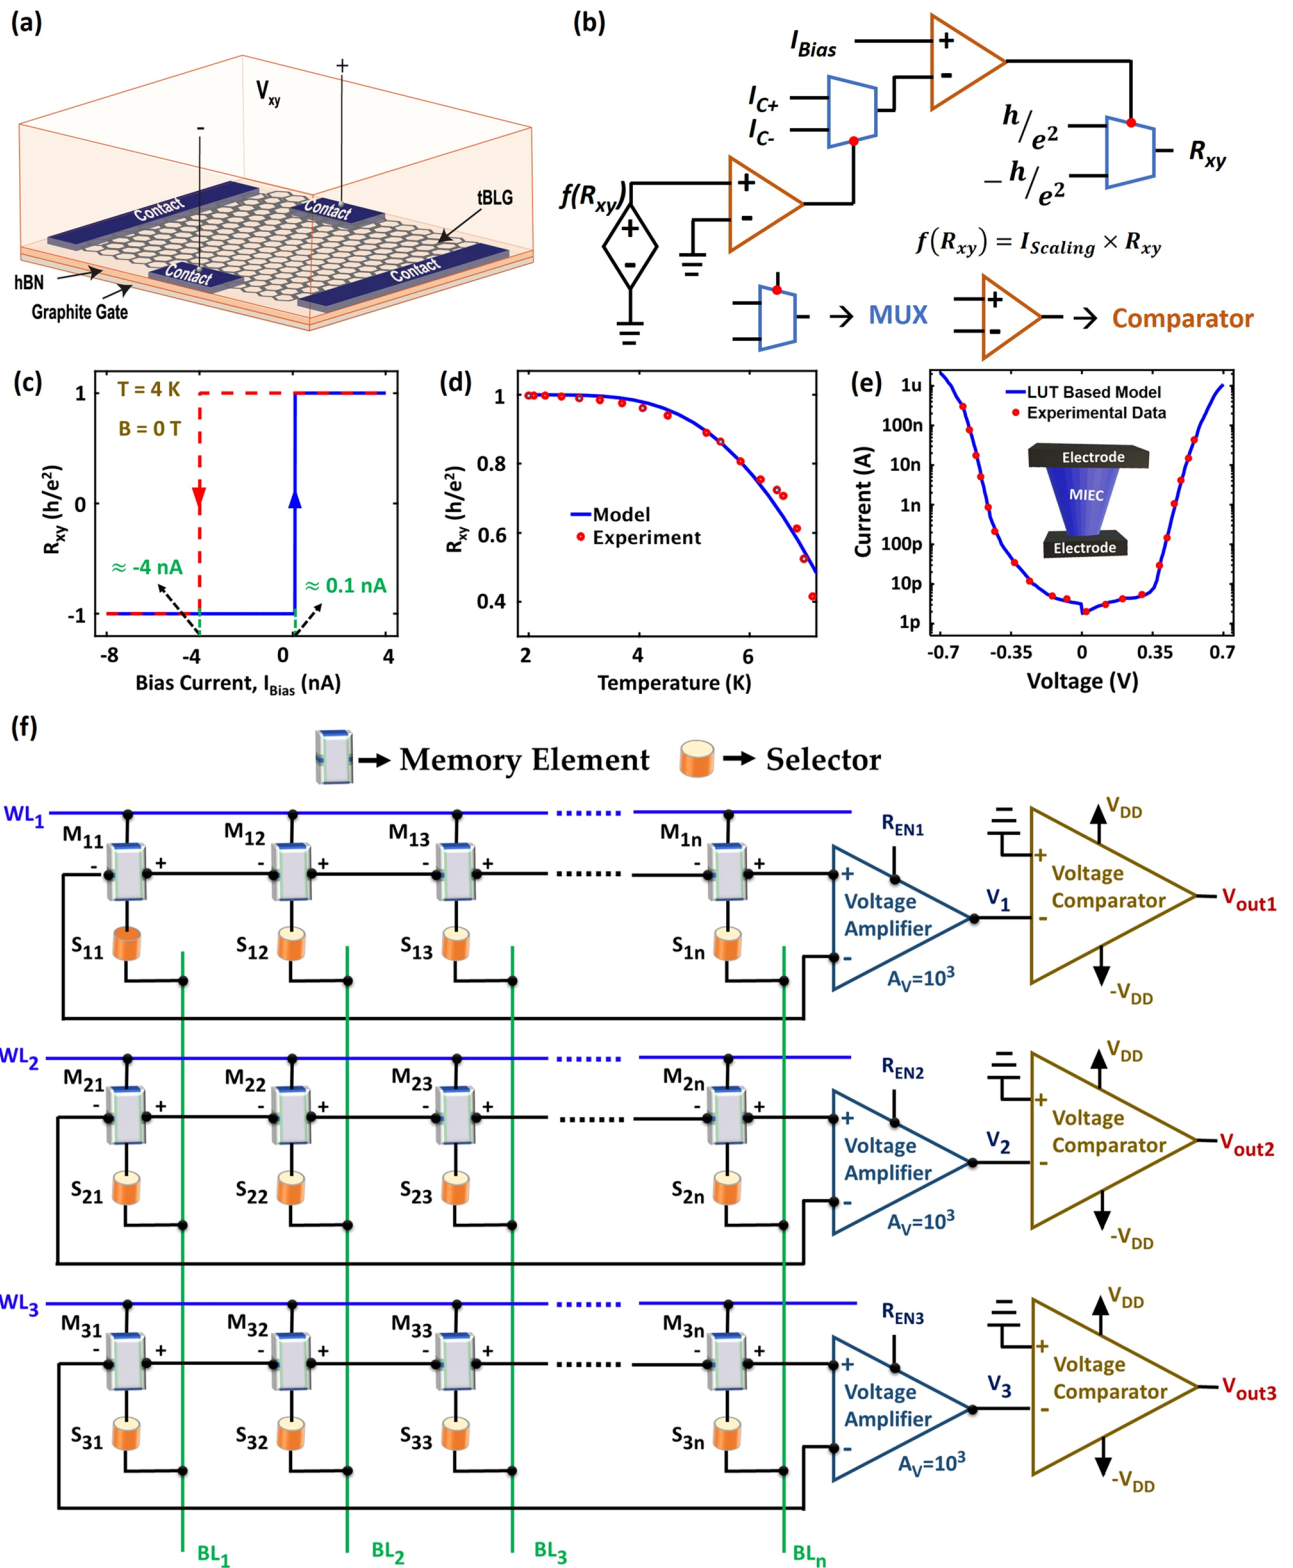 (a)
V_xy
+
-
Contact
Contact
tBLG
Contact
Contact
hBN
Graphite Gate
(b)
I_Bias
+
-
I_C+
I_C-
h/e²
-h/e²
R_xy
f(R_xy)
+
-
+
-
f(R_xy) = I_Scaling × R_xy
MUX
+
-
Comparator
(c)
T = 4 K
B = 0 T
R_xy (h/e²)
1
0
-1
≈ -4 nA
≈ 0.1 nA
-8
-4
0
4
Bias Current, I_Bias (nA)
(d)
R_xy (h/e²)
1
0.8
0.6
0.4
Model
Experiment
2
4
6
Temperature (K)
(e)
Current (A)
1u
100n
10n
1n
100p
10p
1p
LUT Based Model
Experimental Data
Electrode
MIEC
Electrode
-0.7
-0.35
0
0.35
0.7
Voltage (V)
(f)
Memory Element
Selector
WL₁
M₁₁
M₁₂
M₁₃
M₁ₙ
- +
- +
- +
- +
S₁₁
S₁₂
S₁₃
S₁ₙ
R_EN1
+
Voltage
Amplifier
-
A_V=10³
V₁
V_DD
+
Voltage
Comparator
-
-V_DD
V_out1
WL₂
M₂₁
M₂₂
M₂₃
M₂ₙ
- +
- +
- +
- +
S₂₁
S₂₂
S₂₃
S₂ₙ
R_EN2
+
Voltage
Amplifier
-
A_V=10³
V₂
V_DD
+
Voltage
Comparator
-
-V_DD
V_out2
WL₃
M₃₁
M₃₂
M₃₃
M₃ₙ
- +
- +
- +
- +
S₃₁
S₃₂
S₃₃
S₃ₙ
R_EN3
+
Voltage
Amplifier
-
A_V=10³
V₃
V_DD
+
Voltage
Comparator
-
-V_DD
V_out3
BL₁
BL₂
BL₃
BLₙ